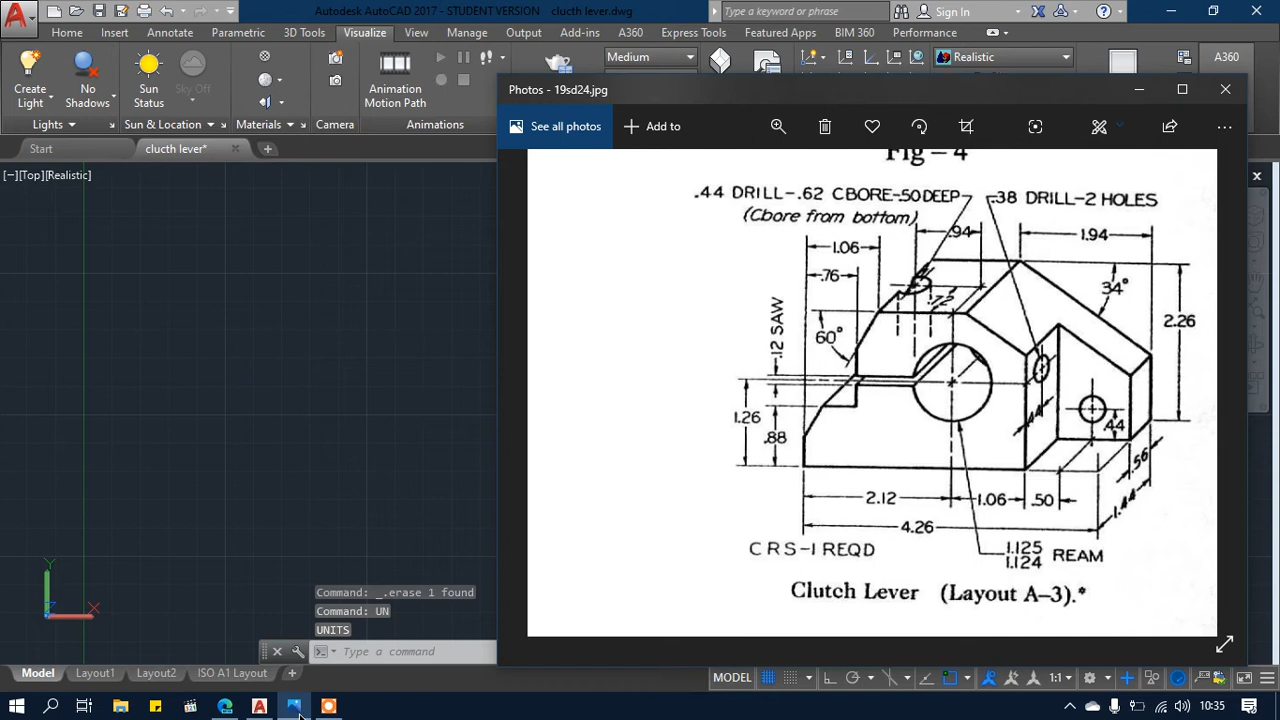 Autodesk AutoCAD 2017 - STUDENT VERSION clucth lever.dwg
Type a keyword or phrase
Sign In
Home Insert Annotate Parametric 3D Tools Visualize View Manage Output Add-ins A360 Express Tools Featured Apps BIM 360 Performance
Create Light
No Shadows
Sun Status
Sky Off
Animation Motion Path
Medium
Realistic
A360
Lights Sun & Location Materials Camera Animations
Start clucth lever*
[−][Top][Realistic]
Photos - 19sd24.jpg
See all photos
Add to
Fig – 4
.44 DRILL-.62 CBORE-.50 DEEP
(Cbore from bottom)
.38 DRILL-2 HOLES
.94
1.94
1.06
.76
34°
.72
2.26
.12 SAW
60°
1.26
.88
.44
.44
.56
1.44
2.12
1.06
.50
4.26
CRS-1 REQD
1.125
1.124
REAM
Clutch Lever (Layout A–3).*
Y
X
Command: _.erase 1 found
Command: UN
UNITS
Type a command
Model Layout1 Layout2 ISO A1 Layout
MODEL
1:1
10:35